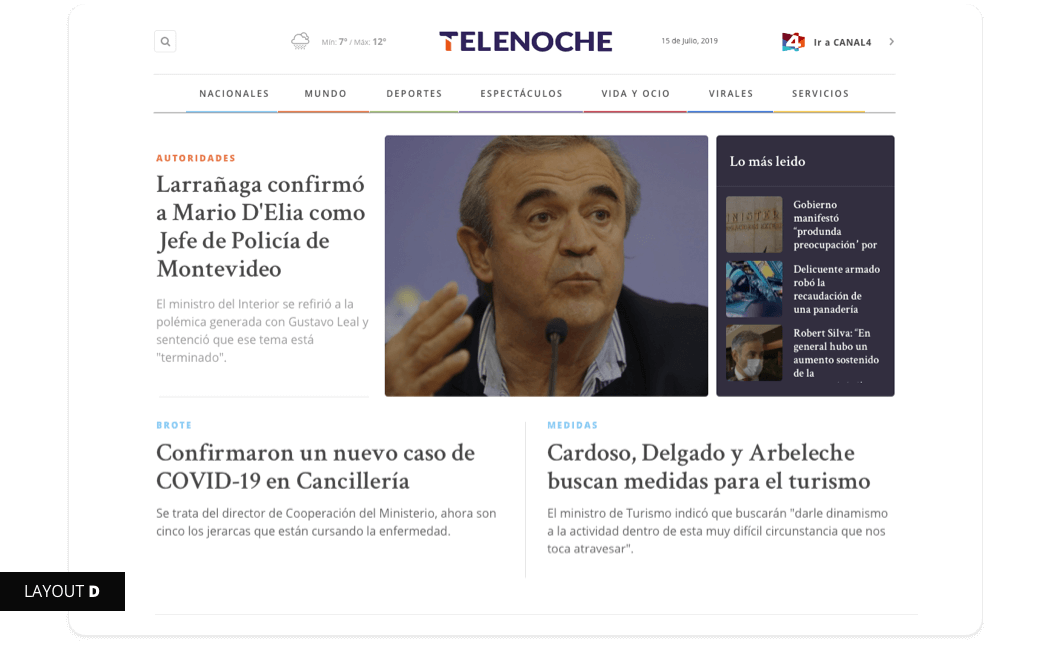 Mín: 7° / Máx: 12°
TELENOCHE
15 de Julio, 2019
4
Ir a CANAL4
NACIONALES
MUNDO
DEPORTES
ESPECTÁCULOS
VIDA Y OCIO
VIRALES
SERVICIOS
AUTORIDADES
Larrañaga confirmó
a Mario D'Elia como
Jefe de Policía de
Montevideo
El ministro del Interior se refirió a la
polémica generada con Gustavo Leal y
sentenció que ese tema está
"terminado".
Lo más leido
Gobierno
manifestó
"produnda
preocupación" por
Delicuente armado
robó la
recaudación de
una panadería
Robert Silva: "En
general hubo un
aumento sostenido
de la
BROTE
Confirmaron un nuevo caso de
COVID-19 en Cancillería
Se trata del director de Cooperación del Ministerio, ahora son
cinco los jerarcas que están cursando la enfermedad.
MEDIDAS
Cardoso, Delgado y Arbeleche
buscan medidas para el turismo
El ministro de Turismo indicó que buscarán "darle dinamismo
a la actividad dentro de esta muy difícil circunstancia que nos
toca atravesar".
LAYOUT D